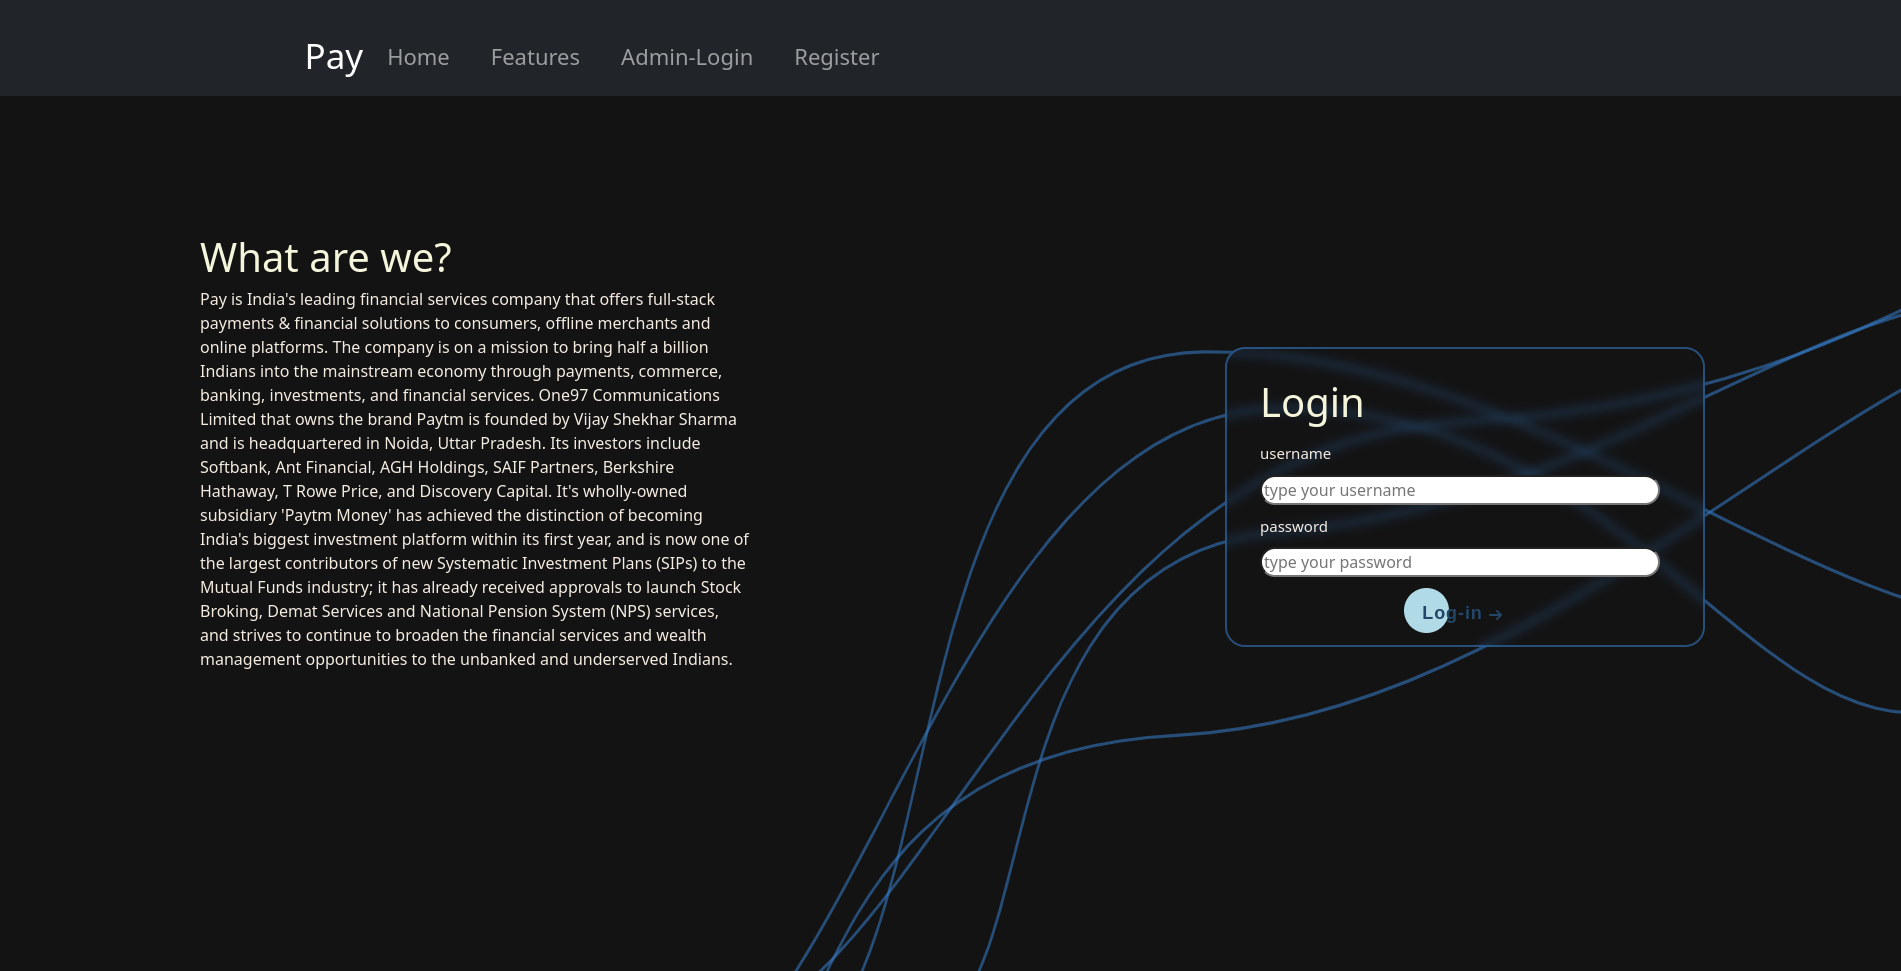 Pay Home Features Admin-Login Register
What are we?
Pay is India's leading financial services company that offers full-stack
payments & financial solutions to consumers, offline merchants and
online platforms. The company is on a mission to bring half a billion
Indians into the mainstream economy through payments, commerce,
banking, investments, and financial services. One97 Communications
Limited that owns the brand Paytm is founded by Vijay Shekhar Sharma
and is headquartered in Noida, Uttar Pradesh. Its investors include
Softbank, Ant Financial, AGH Holdings, SAIF Partners, Berkshire
Hathaway, T Rowe Price, and Discovery Capital. It's wholly-owned
subsidiary 'Paytm Money' has achieved the distinction of becoming
India's biggest investment platform within its first year, and is now one of
the largest contributors of new Systematic Investment Plans (SIPs) to the
Mutual Funds industry; it has already received approvals to launch Stock
Broking, Demat Services and National Pension System (NPS) services,
and strives to continue to broaden the financial services and wealth
management opportunities to the unbanked and underserved Indians.
Login
username
type your username
password
type your password
Log-in →